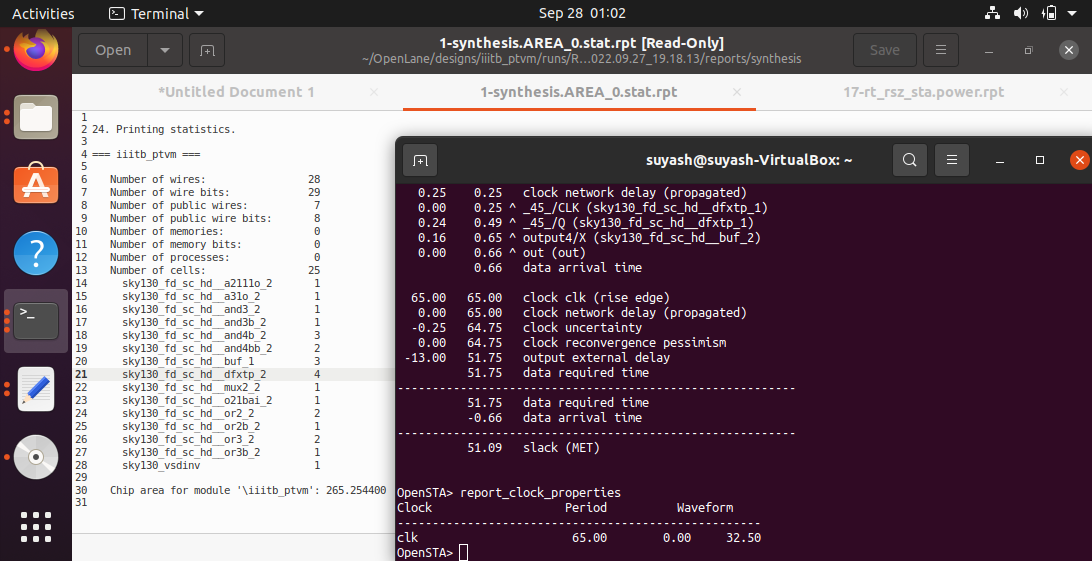 Activities Terminal Sep 28 01:02
Open 1-synthesis.AREA_0.stat.rpt [Read-Only] Save
~/OpenLane/designs/iiitb_ptvm/runs/R...022.09.27_19.18.13/reports/synthesis
*Untitled Document 1 1-synthesis.AREA_0.stat.rpt 17-rt_rsz_sta.power.rpt
1
2 24. Printing statistics.
3
4 === iiitb_ptvm ===
5
6 Number of wires: 28
7 Number of wire bits: 29
8 Number of public wires: 7
9 Number of public wire bits: 8
10 Number of memories: 0
11 Number of memory bits: 0
12 Number of processes: 0
13 Number of cells: 25
14 sky130_fd_sc_hd__a2111o_2 1
15 sky130_fd_sc_hd__a31o_2 1
16 sky130_fd_sc_hd__and3_2 1
17 sky130_fd_sc_hd__and3b_2 1
18 sky130_fd_sc_hd__and4b_2 3
19 sky130_fd_sc_hd__and4bb_2 2
20 sky130_fd_sc_hd__buf_1 3
21 sky130_fd_sc_hd__dfxtp_2 4
22 sky130_fd_sc_hd__mux2_2 1
23 sky130_fd_sc_hd__o21bai_2 1
24 sky130_fd_sc_hd__or2_2 2
25 sky130_fd_sc_hd__or2b_2 1
26 sky130_fd_sc_hd__or3_2 2
27 sky130_fd_sc_hd__or3b_2 1
28 sky130_vsdinv 1
29
30 Chip area for module '\iiitb_ptvm': 265.254400
31
suyash@suyash-VirtualBox: ~
0.25 0.25 clock network delay (propagated)
0.00 0.25 ^ _45_/CLK (sky130_fd_sc_hd__dfxtp_1)
0.24 0.49 ^ _45_/Q (sky130_fd_sc_hd__dfxtp_1)
0.16 0.65 ^ output4/X (sky130_fd_sc_hd__buf_2)
0.00 0.66 ^ out (out)
0.66 data arrival time
65.00 65.00 clock clk (rise edge)
0.00 65.00 clock network delay (propagated)
-0.25 64.75 clock uncertainty
0.00 64.75 clock reconvergence pessimism
-13.00 51.75 output external delay
51.75 data required time
---------------------------------------------------------
51.75 data required time
-0.66 data arrival time
---------------------------------------------------------
51.09 slack (MET)
OpenSTA> report_clock_properties
Clock Period Waveform
----------------------------------------------------
clk 65.00 0.00 32.50
OpenSTA>